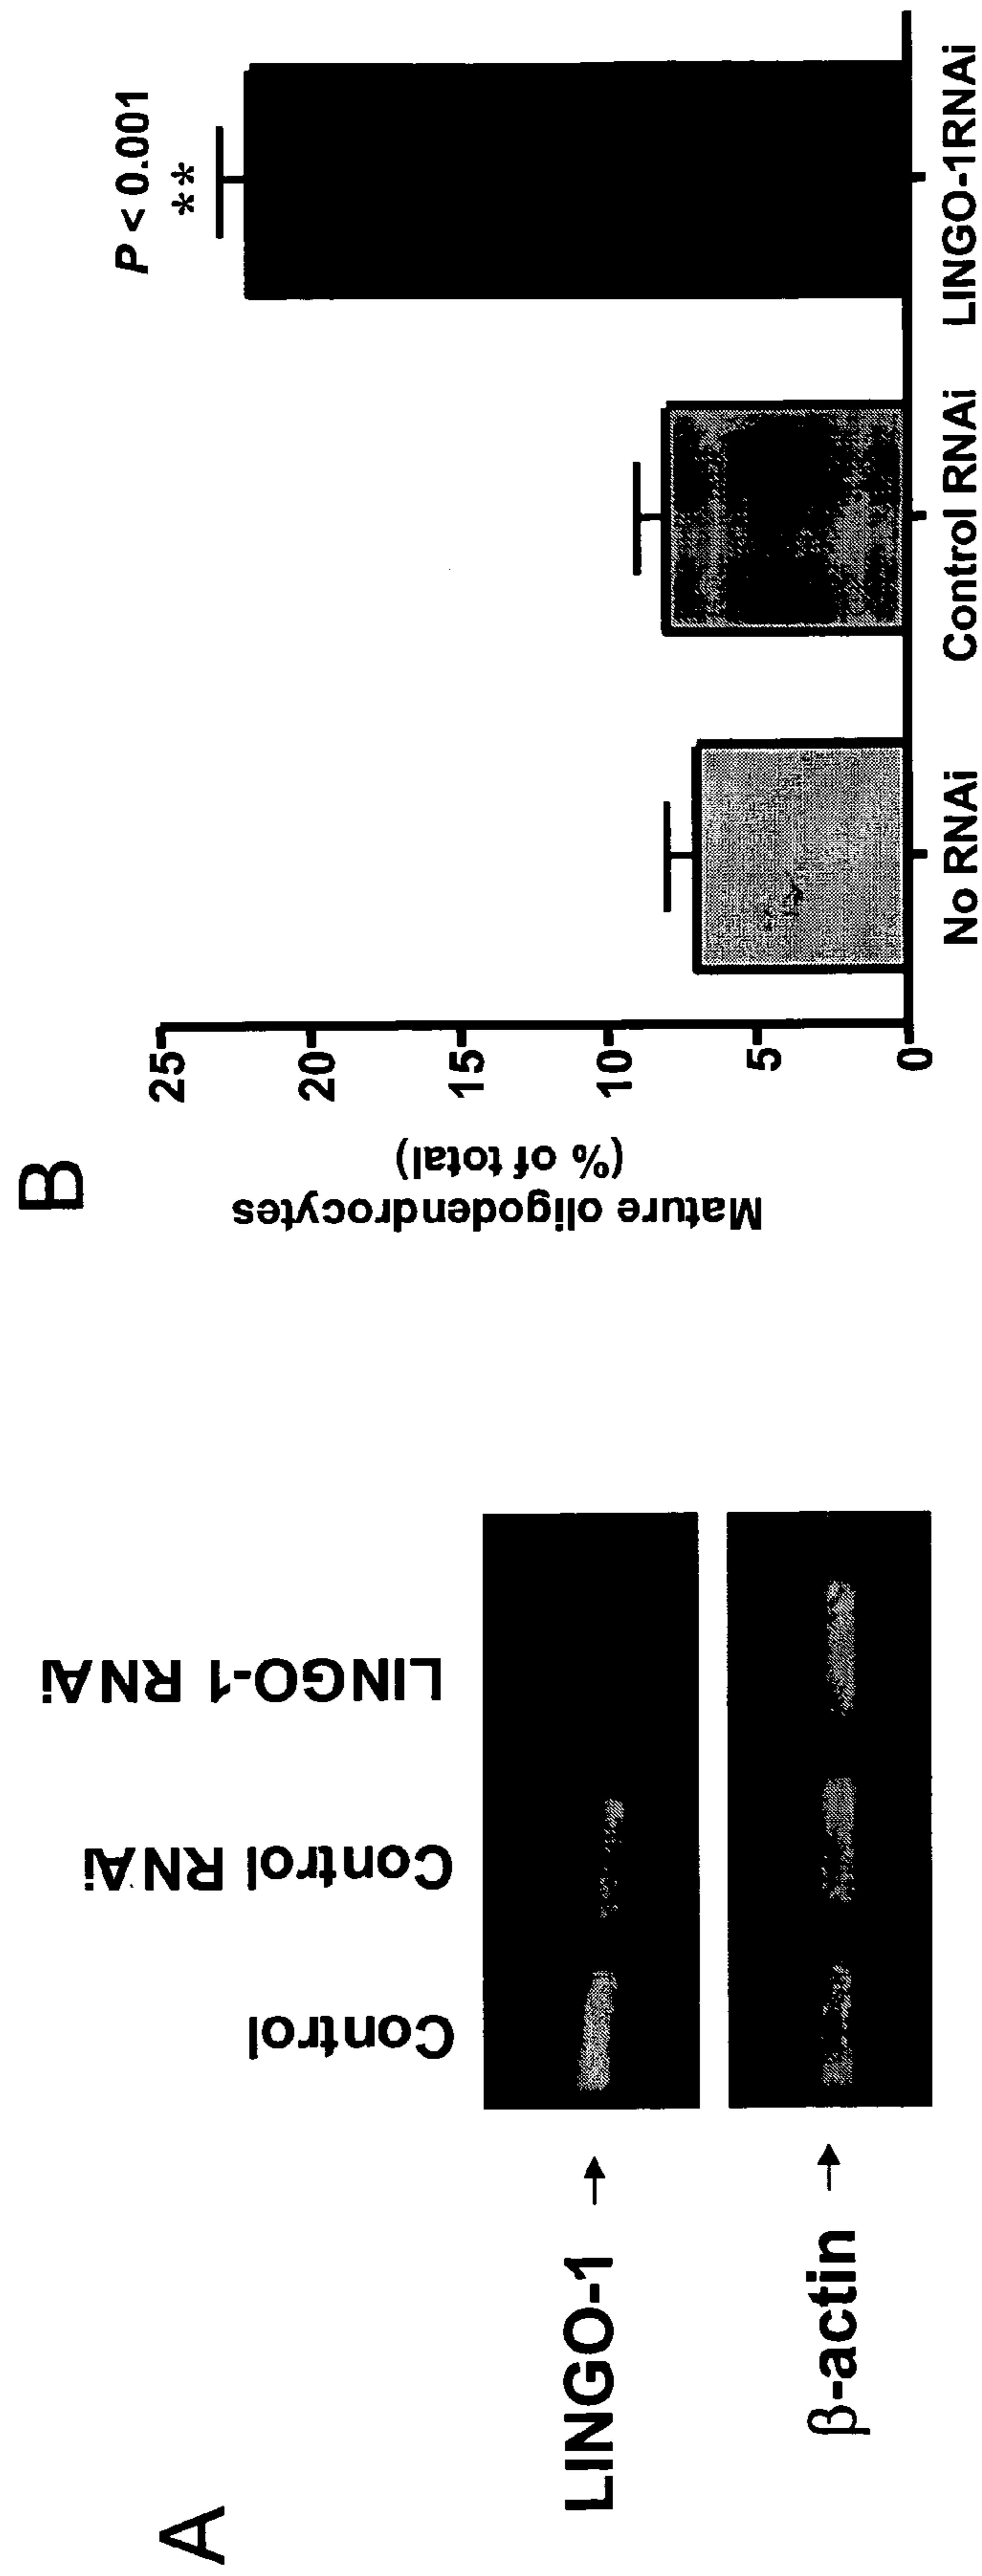 A
Control
Control RNAi
LINGO-1 RNAi
LINGO-1 →
β-actin →
B
Mature oligodendrocytes
(% of total)
25
20
15
10
5
0
P < 0.001
**
No RNAi
Control RNAi
LINGO-1RNAi